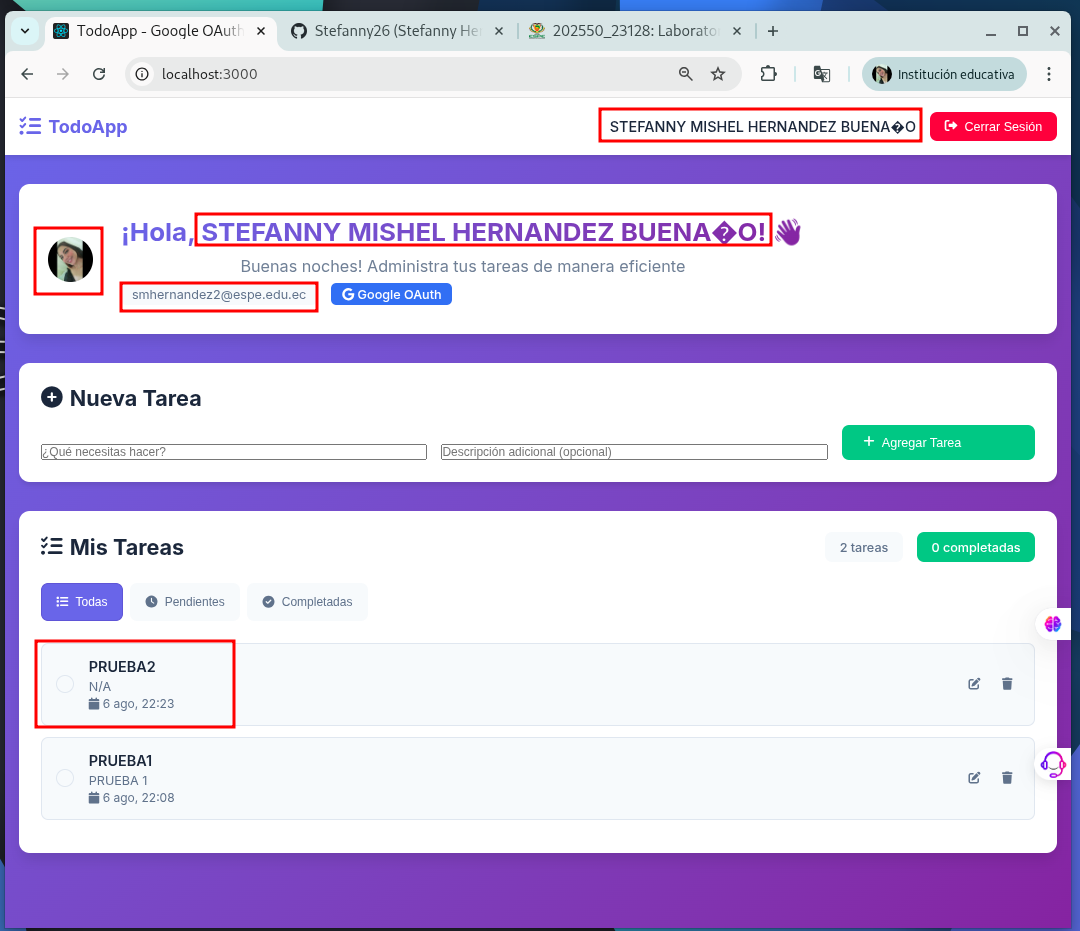 TodoApp - Google OAuth
Stefanny26 (Stefanny He
202550_23128: Laborato
localhost:3000
Institución educativa
TodoApp
STEFANNY MISHEL HERNANDEZ BUENA�O
Cerrar Sesión
¡Hola, STEFANNY MISHEL HERNANDEZ BUENA�O! 👋
Buenas noches! Administra tus tareas de manera eficiente
smhernandez2@espe.edu.ec
Google OAuth
Nueva Tarea
¿Qué necesitas hacer?
Descripción adicional (opcional)
+ Agregar Tarea
Mis Tareas
2 tareas
0 completadas
Todas
Pendientes
Completadas
PRUEBA2
N/A
6 ago, 22:23
PRUEBA1
PRUEBA 1
6 ago, 22:08